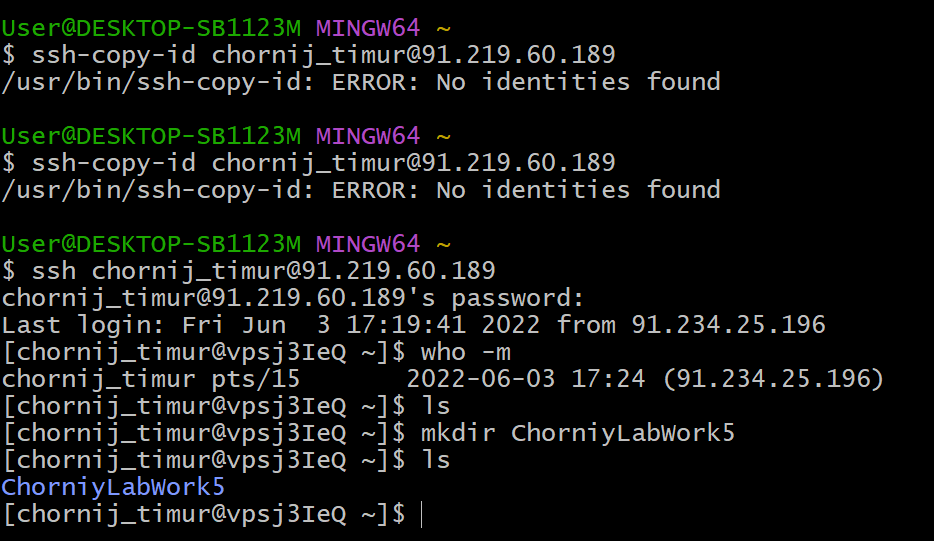 User@DESKTOP-SB1123M MINGW64 ~
$ ssh-copy-id chornij_timur@91.219.60.189
/usr/bin/ssh-copy-id: ERROR: No identities found
User@DESKTOP-SB1123M MINGW64 ~
$ ssh-copy-id chornij_timur@91.219.60.189
/usr/bin/ssh-copy-id: ERROR: No identities found
User@DESKTOP-SB1123M MINGW64 ~
$ ssh chornij_timur@91.219.60.189
chornij_timur@91.219.60.189's password:
Last login: Fri Jun  3 17:19:41 2022 from 91.234.25.196
[chornij_timur@vpsj3IeQ ~]$ who -m
chornij_timur pts/15       2022-06-03 17:24 (91.234.25.196)
[chornij_timur@vpsj3IeQ ~]$ ls
[chornij_timur@vpsj3IeQ ~]$ mkdir ChorniyLabWork5
[chornij_timur@vpsj3IeQ ~]$ ls
ChorniyLabWork5
[chornij_timur@vpsj3IeQ ~]$